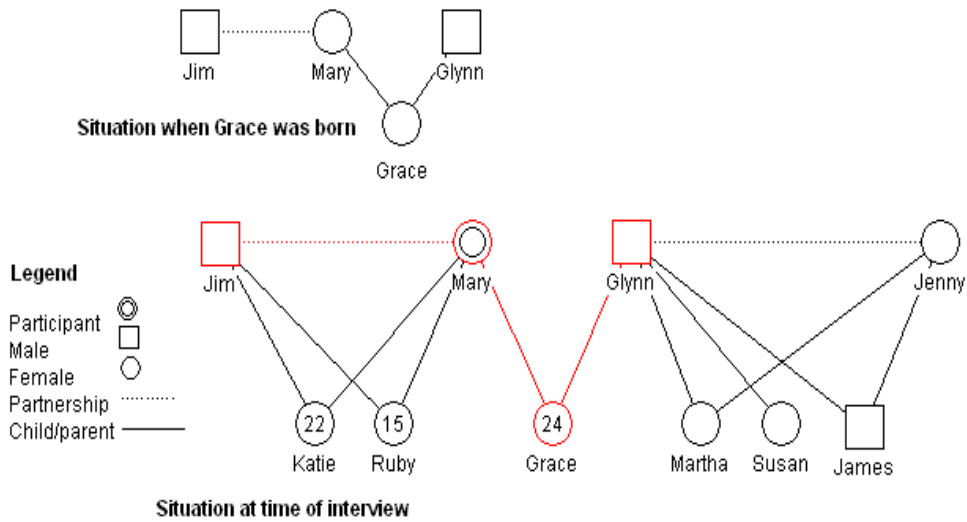 Jim Mary Glynn
Situation when Grace was born
Grace
Legend
Jim Mary Glynn Jenny
Participant
Male
Female
Partnership
Child/parent
22 15 24
Katie Ruby Grace Martha Susan James
Situation at time of interview